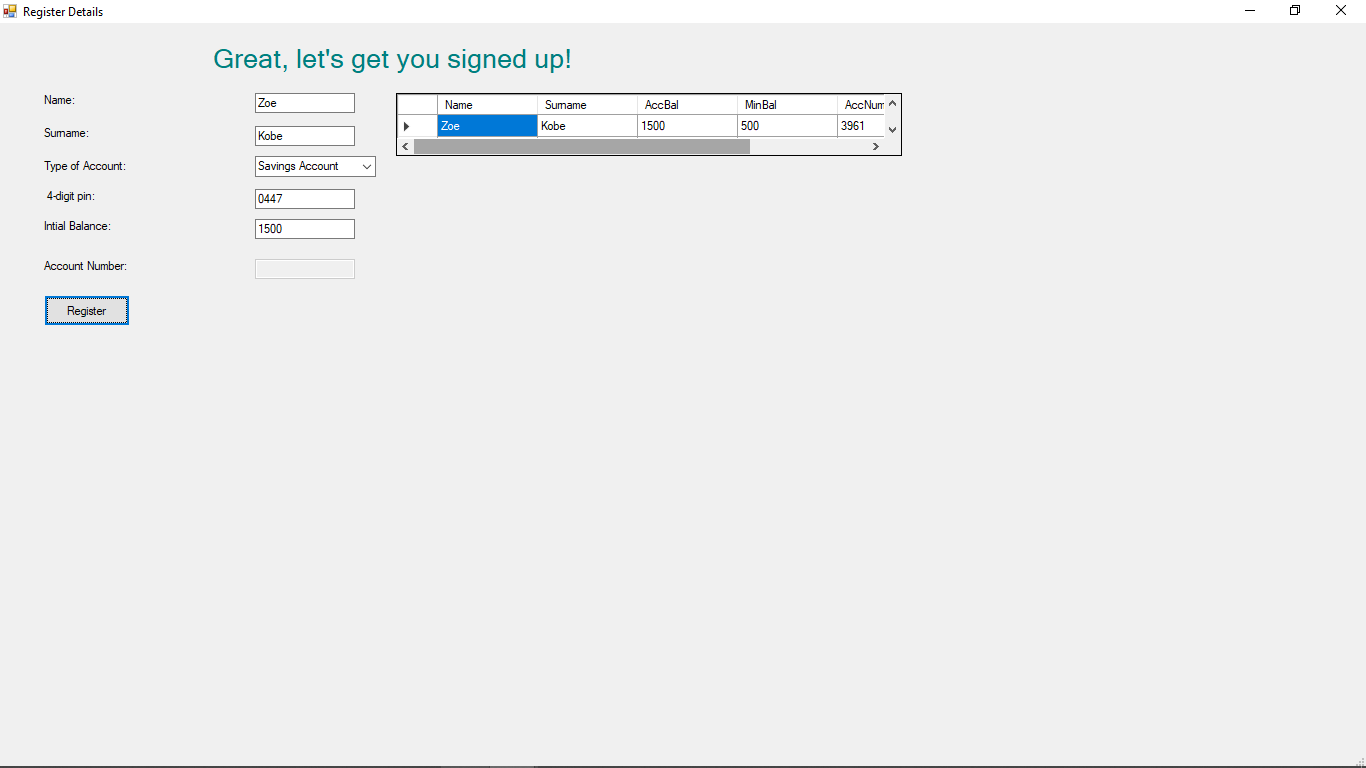 Register Details
Great, let's get you signed up!
Name: Zoe
Surname: Kobe
Type of Account: Savings Account
4-digit pin: 0447
Intial Balance: 1500
Account Number:
Register
Name Surname AccBal MinBal AccNum
Zoe Kobe 1500 500 3961